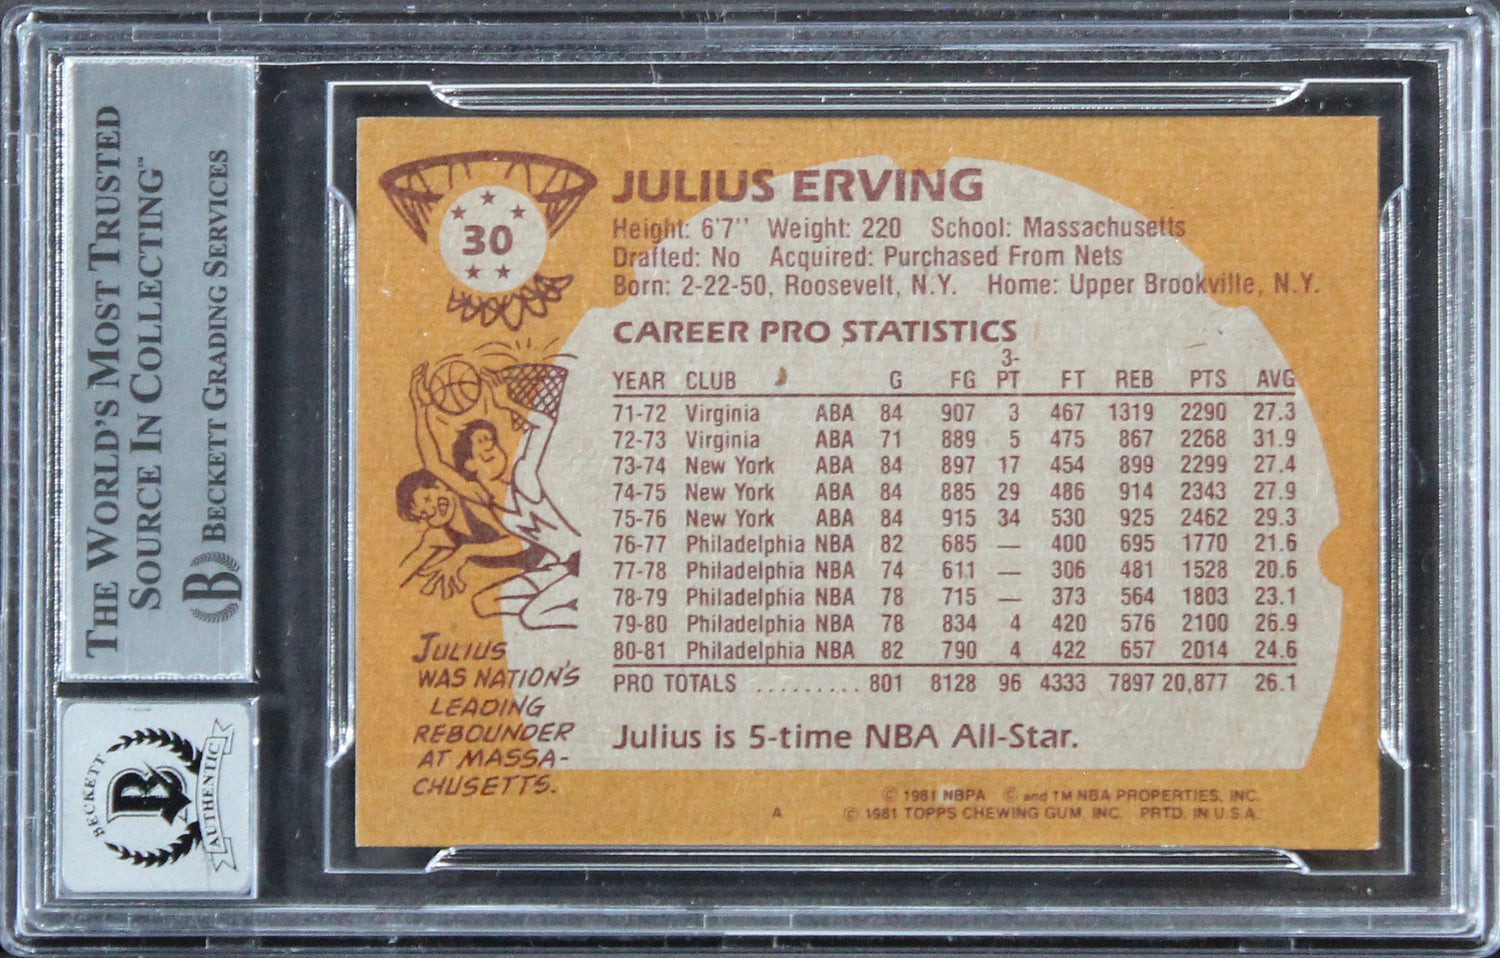 THE WORLD'S MOST TRUSTED
SOURCE IN COLLECTING™
BECKETT GRADING SERVICES
B
BECKETT
B
AUTHENTIC
30
JULIUS ERVING
Height: 6'7'' Weight: 220 School: Massachusetts
Drafted: No Acquired: Purchased From Nets
Born: 2-22-50, Roosevelt, N.Y. Home: Upper Brookville, N.Y.
CAREER PRO STATISTICS
YEAR CLUB G FG 3-PT FT REB PTS AVG
71-72 Virginia ABA 84 907 3 467 1319 2290 27.3
72-73 Virginia ABA 71 889 5 475 867 2268 31.9
73-74 New York ABA 84 897 17 454 899 2299 27.4
74-75 New York ABA 84 885 29 486 914 2343 27.9
75-76 New York ABA 84 915 34 530 925 2462 29.3
76-77 Philadelphia NBA 82 685 — 400 695 1770 21.6
77-78 Philadelphia NBA 74 611 — 306 481 1528 20.6
78-79 Philadelphia NBA 78 715 — 373 564 1803 23.1
79-80 Philadelphia NBA 78 834 4 420 576 2100 26.9
80-81 Philadelphia NBA 82 790 4 422 657 2014 24.6
PRO TOTALS ......... 801 8128 96 4333 7897 20,877 26.1
Julius is 5-time NBA All-Star.
JULIUS
WAS NATION'S
LEADING
REBOUNDER
AT MASSA-
CHUSETTS.
© 1981 NBPA © and TM NBA PROPERTIES, INC.
A © 1981 TOPPS CHEWING GUM, INC. PRTD. IN U.S.A.